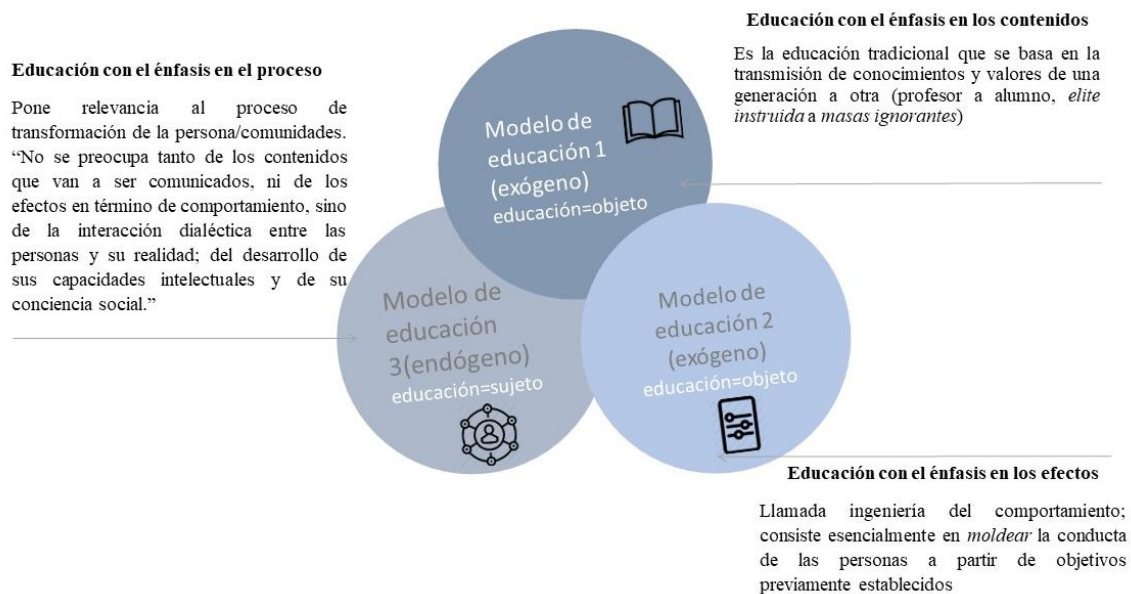 Educación con el énfasis en los contenidos
Es la educación tradicional que se basa en la
transmisión de conocimientos y valores de una
generación a otra (profesor a alumno, elite
instruida a masas ignorantes)
Educación con el énfasis en el proceso
Pone relevancia al proceso de
transformación de la persona/comunidades.
“No se preocupa tanto de los contenidos
que van a ser comunicados, ni de los
efectos en término de comportamiento, sino
de la interacción dialéctica entre las
personas y su realidad; del desarrollo de
sus capacidades intelectuales y de su
conciencia social.”
Modelo de
educación 1
(exógeno)
educación=objeto
Modelo de
educación
3(endógeno)
educación=sujeto
Modelo de
educación 2
(exógeno)
educación=objeto
Educación con el énfasis en los efectos
Llamada ingeniería del comportamiento;
consiste esencialmente en moldear la conducta
de las personas a partir de objetivos
previamente establecidos